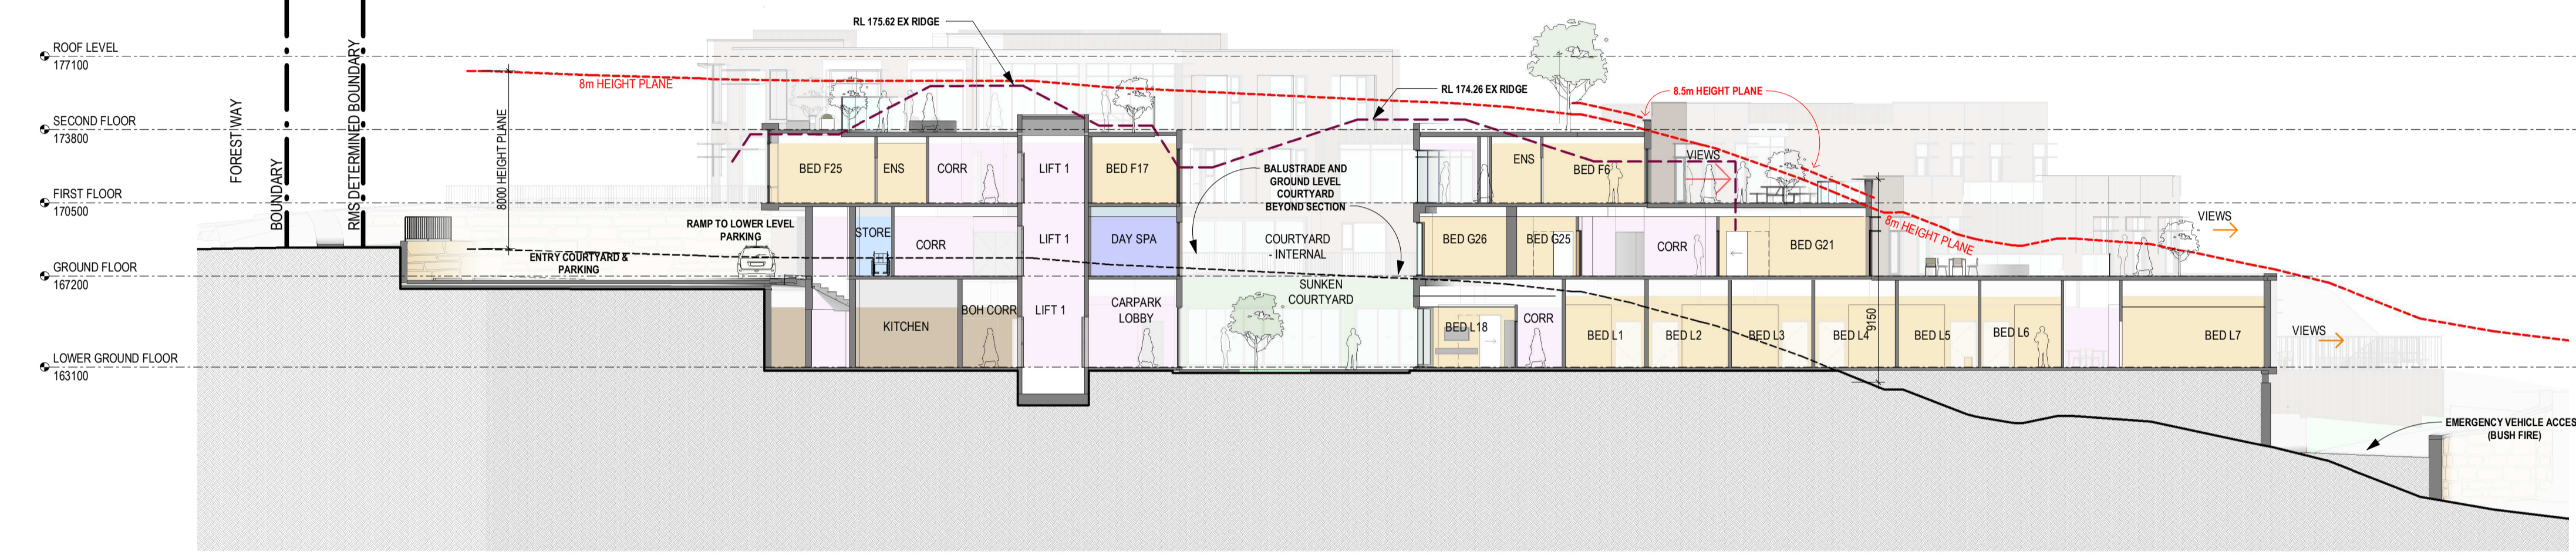 ROOF LEVEL
177100
SECOND FLOOR
173800
FIRST FLOOR
170500
GROUND FLOOR
167200
LOWER GROUND FLOOR
163100
FOREST WAY
BOUNDARY
RMS DETERMINED BOUNDARY
8m HEIGHT PLANE
8000 HEIGHT PLANE
RL 175.62 EX RIDGE
RL 174.26 EX RIDGE
8.5m HEIGHT PLANE
8m HEIGHT PLANE
BED F25
ENS
CORR
LIFT 1
BED F17
BALUSTRADE AND
GROUND LEVEL
COURTYARD
BEYOND SECTION
ENS
BED F6
VIEWS
RAMP TO LOWER LEVEL
PARKING
ENTRY COURTYARD &
PARKING
STORE
CORR
LIFT 1
DAY SPA
COURTYARD
- INTERNAL
BED G26
BED G25
CORR
BED G21
VIEWS
KITCHEN
BOH CORR
LIFT 1
CARPARK
LOBBY
SUNKEN
COURTYARD
BED L18
CORR
BED L1
BED L2
BED L3
BED L4
9150
BED L5
BED L6
BED L7
VIEWS
EMERGENCY VEHICLE ACCES
(BUSH FIRE)